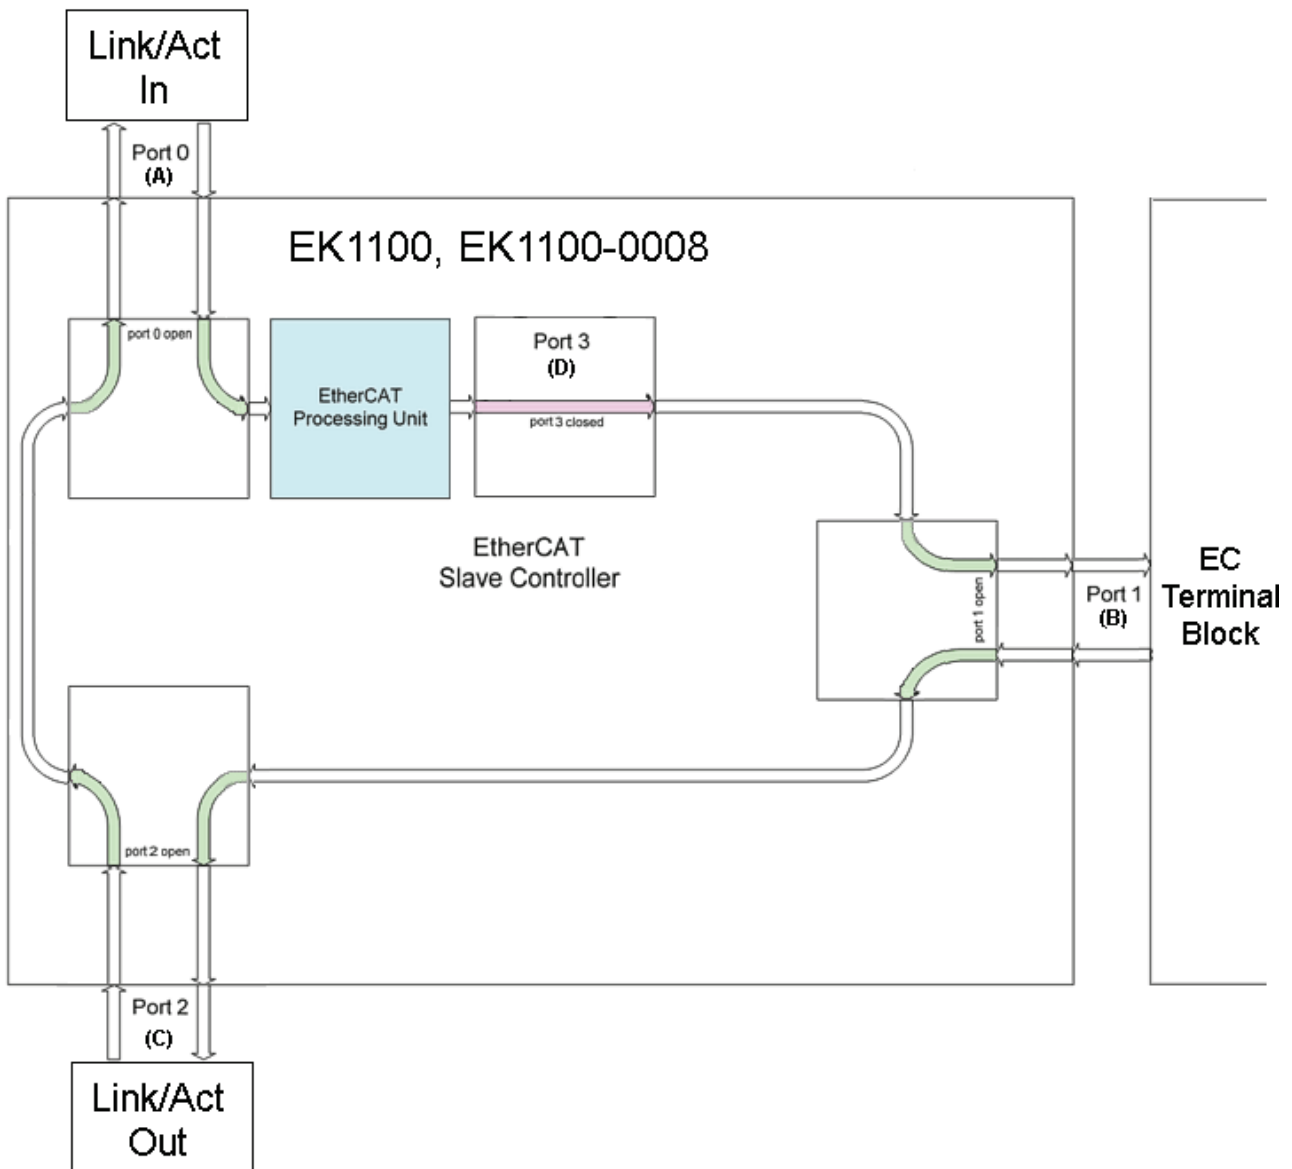 Link/Act
In
Port 0
(A)
EK1100, EK1100-0008
port 0 open
EtherCAT
Processing Unit
Port 3
(D)
port 3 closed
EtherCAT
Slave Controller
port 1 open
Port 1
(B)
EC
Terminal
Block
port 2 open
Port 2
(C)
Link/Act
Out